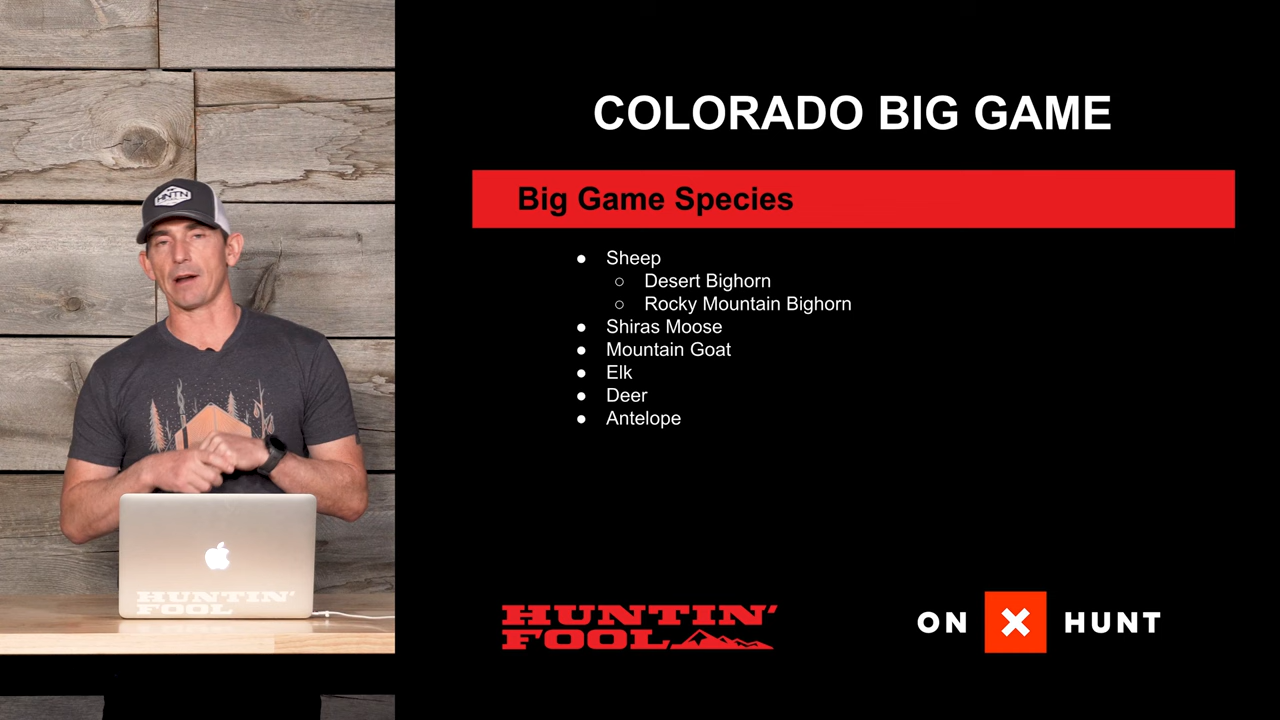 COLORADO BIG GAME
Big Game Species
● Sheep
○ Desert Bighorn
○ Rocky Mountain Bighorn
● Shiras Moose
● Mountain Goat
● Elk
● Deer
● Antelope
HNTN
HUNTIN'
FOOL
HUNTIN'
FOOL
ON X HUNT